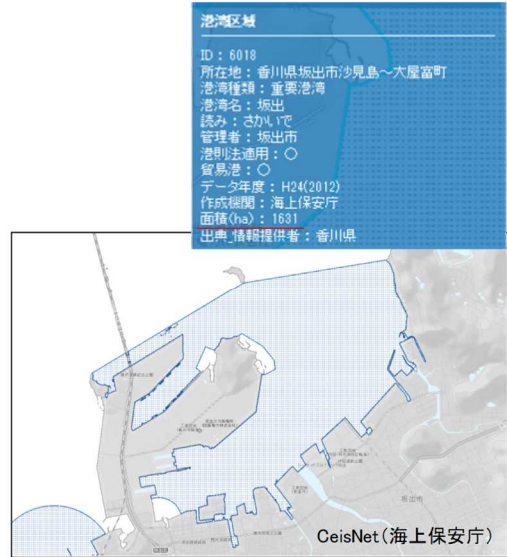 港湾区域
ID : 6018
所在地 : 香川県坂出市沙見島～大屋冨町
港湾種類 : 重要港湾
港湾名 : 坂出
読み : さかいで
管理者 : 坂出市
港則法適用 : ○
貿易港 : ○
データ年度 : H24(2012)
作成機関 : 海上保安庁
面積(ha) : 1631
出典_情報提供者 : 香川県
坂出市
CeisNet(海上保安庁)